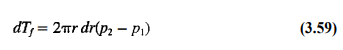 dT_f = 2πr dr(p_2 - p_1) (3.59)